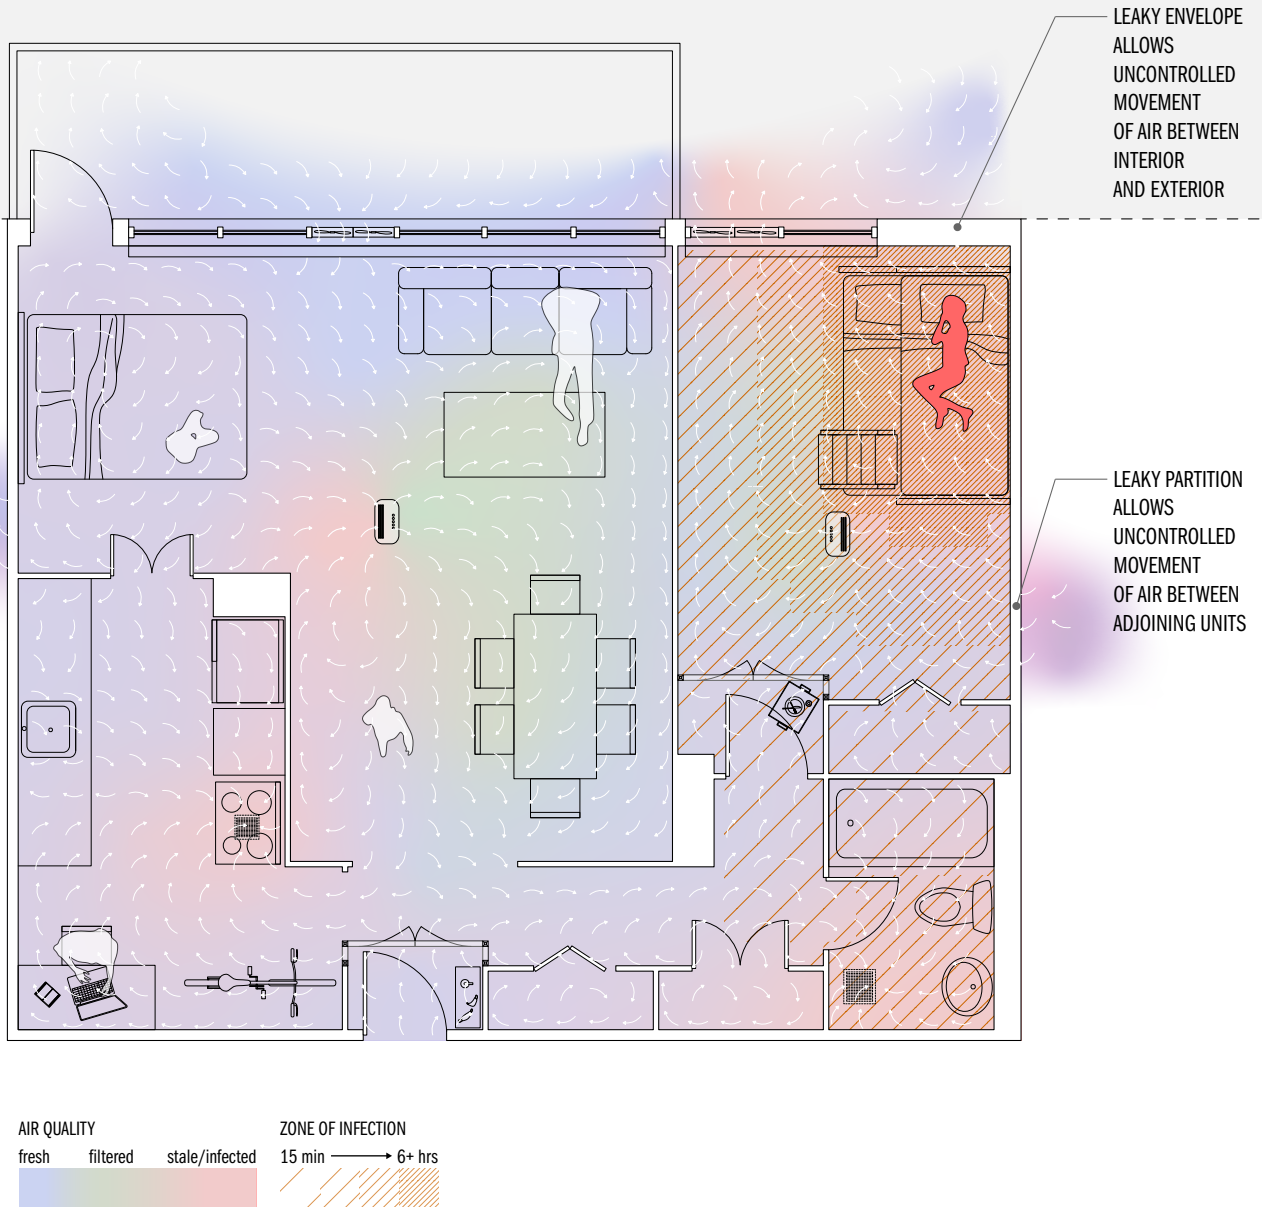 LEAKY ENVELOPE
ALLOWS
UNCONTROLLED
MOVEMENT
OF AIR BETWEEN
INTERIOR
AND EXTERIOR
LEAKY PARTITION
ALLOWS
UNCONTROLLED
MOVEMENT
OF AIR BETWEEN
ADJOINING UNITS
AIR QUALITY
fresh filtered stale/infected
ZONE OF INFECTION
15 min 6+ hrs